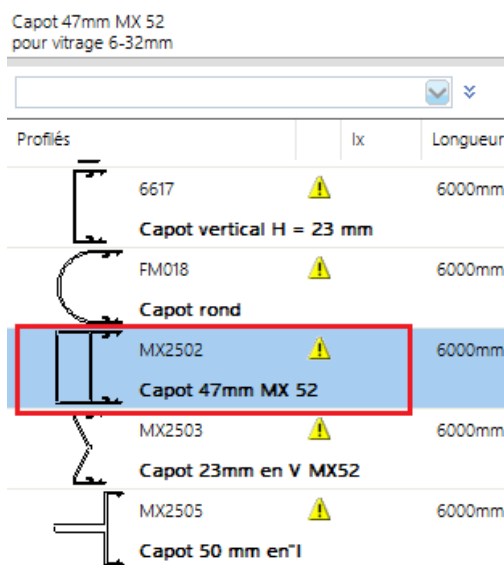 Capot 47mm MX 52
pour vitrage 6-32mm
Profilés Ix Longueur
6617 6000mm
Capot vertical H = 23 mm
FM018 6000mm
Capot rond
MX2502 6000mm
Capot 47mm MX 52
MX2503 6000mm
Capot 23mm en V MX52
MX2505 6000mm
Capot 50 mm en"I